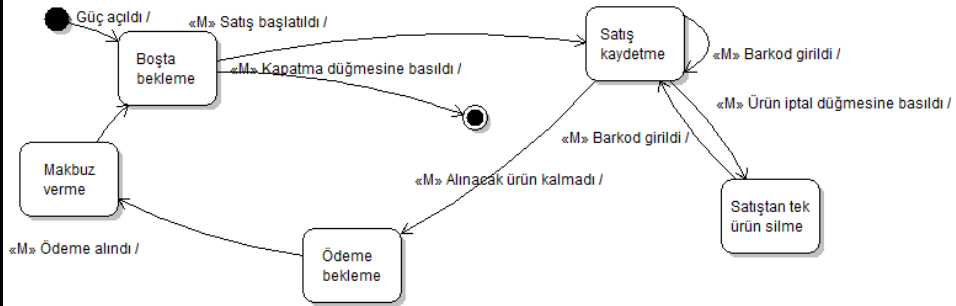 Güç açıldı /
«M» Satış başlatıldı /
Boşta
bekleme
«M» Kapatma düğmesine basıldı /
Satış
kaydetme
«M» Barkod girildi /
«M» Ürün iptal düğmesine basıldı /
«M» Barkod girildi /
Makbuz
verme
«M» Alınacak ürün kalmadı /
Satıştan tek
ürün silme
«M» Ödeme alındı /
Ödeme
bekleme